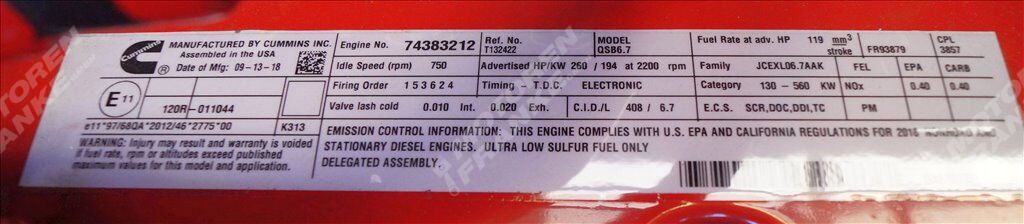 Cummins
MANUFACTURED BY CUMMINS INC.
Assembled in the USA
Date of Mfg: 09-13-18
E11 120R-011044
e11*97/68QA*2012/46*2775*00 K313
WARNING: Injury may result and warranty is voided
if fuel rate, rpm or altitudes exceed published
maximum values for this model and application.
Engine No. 74383212 Ref. No. T132422 MODEL QSB6.7 Fuel Rate at adv. HP 119 mm³ stroke FR93879 CPL 3857
Idle Speed (rpm) 750 Advertised HP/KW 260 / 194 at 2200 rpm Family JCEXL06.7AAK FEL EPA CARB
Firing Order 1 5 3 6 2 4 Timing - T.D.C. ELECTRONIC Category 130 - 560 KW NOx 0.40 0.40
Valve lash cold 0.010 Int. 0.020 Exh. C.I.D./L 408 / 6.7 E.C.S. SCR,DOC,DDI,TC PM
EMISSION CONTROL INFORMATION: THIS ENGINE COMPLIES WITH U.S. EPA AND CALIFORNIA REGULATIONS FOR 2018 NONROAD AND
STATIONARY DIESEL ENGINES. ULTRA LOW SULFUR FUEL ONLY
DELEGATED ASSEMBLY.